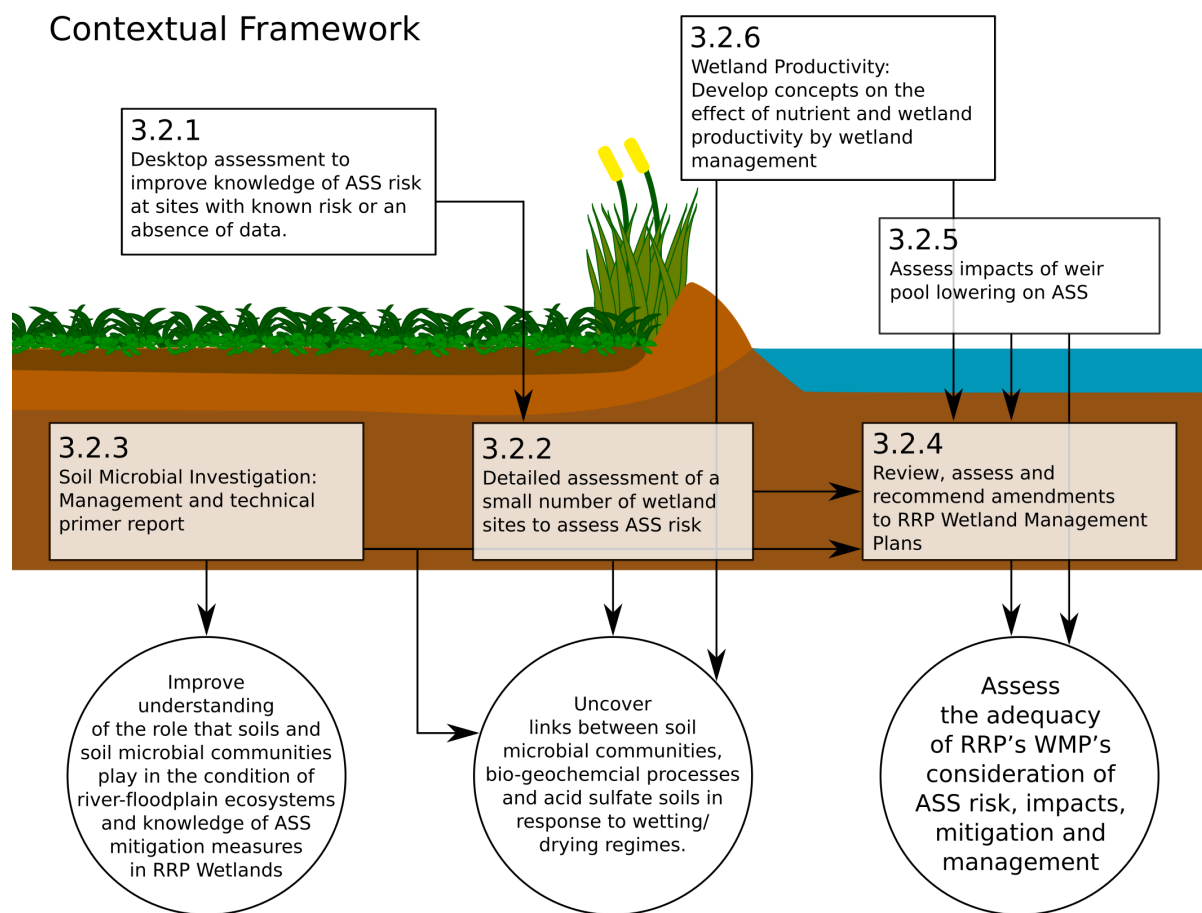 Contextual Framework
3.2.6
Wetland Productivity:
Develop concepts on the
effect of nutrient and wetland
productivity by wetland
management
3.2.1
Desktop assessment to
improve knowledge of ASS risk
at sites with known risk or an
absence of data.
3.2.5
Assess impacts of weir
pool lowering on ASS
3.2.3
Soil Microbial Investigation:
Management and technical
primer report
3.2.2
Detailed assessment of a
small number of wetland
sites to assess ASS risk
3.2.4
Review, assess and
recommend amendments
to RRP Wetland Management
Plans
Improve
understanding
of the role that soils and
soil microbial communities
play in the condition of
river-floodplain ecosystems
and knowledge of ASS
mitigation measures
in RRP Wetlands
Uncover
links between soil
microbial communities,
bio-geochemcial processes
and acid sulfate soils in
response to wetting/
drying regimes.
Assess
the adequacy
of RRP’s WMP’s
consideration of
ASS risk, impacts,
mitigation and
management